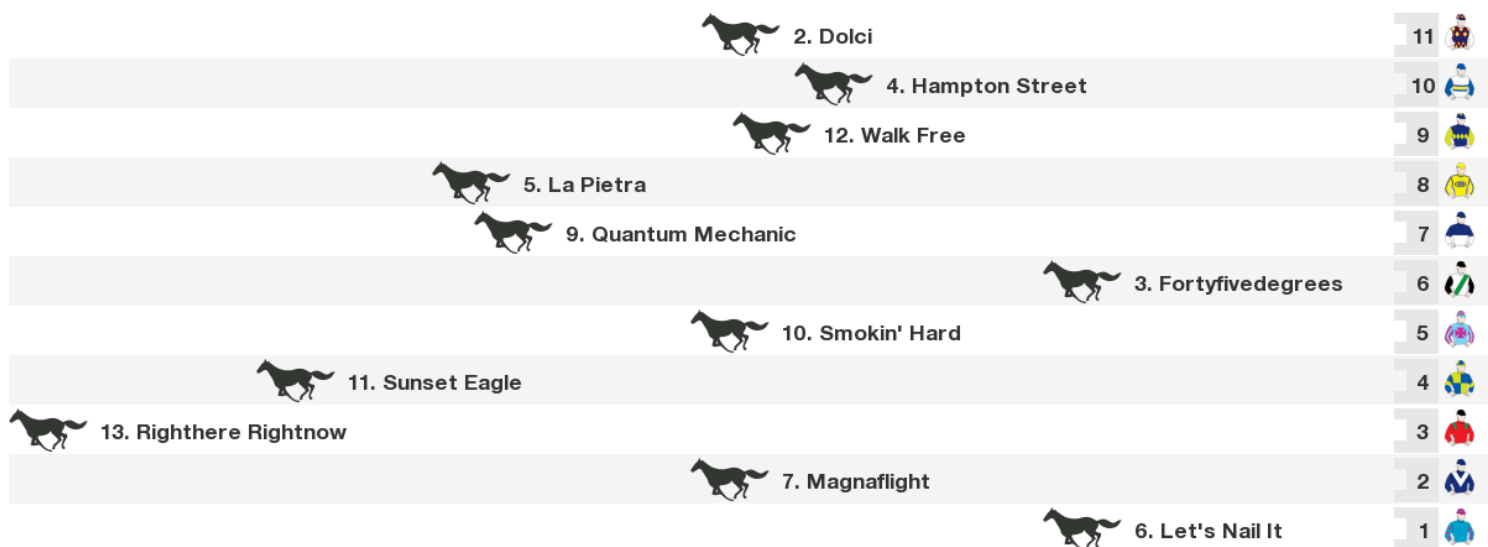 2. Dolci 11
4. Hampton Street 10
12. Walk Free 9
5. La Pietra 8
9. Quantum Mechanic 7
3. Fortyfivedegrees 6
10. Smokin' Hard 5
11. Sunset Eagle 4
13. Righthere Rightnow 3
7. Magnaflight 2
6. Let's Nail It 1